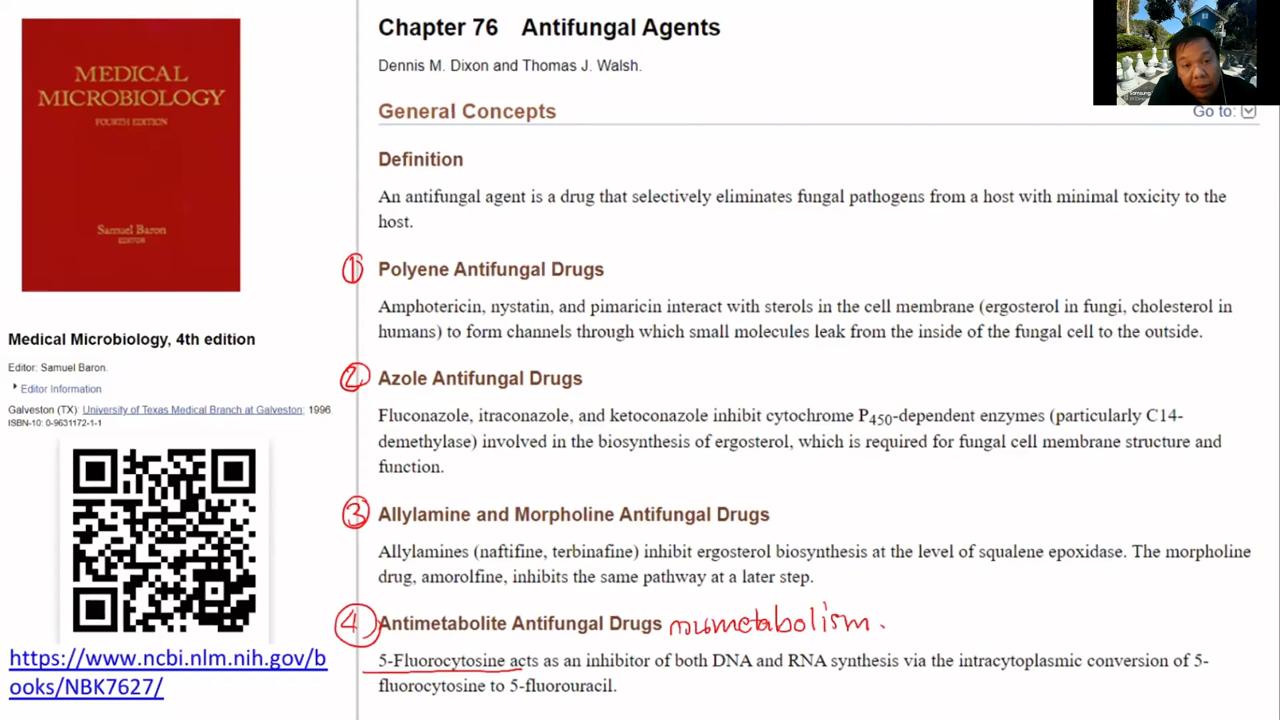 MEDICAL
MICROBIOLOGY
FOURTH EDITION
Samuel Baron
EDITOR
Medical Microbiology, 4th edition
Editor: Samuel Baron.
Editor Information
Galveston (TX): University of Texas Medical Branch at Galveston; 1996.
ISBN-10: 0-9631172-1-1
https://www.ncbi.nlm.nih.gov/b
ooks/NBK7627/
Chapter 76 Antifungal Agents
Dennis M. Dixon and Thomas J. Walsh.
General Concepts
Go to:
Samsung
Definition
An antifungal agent is a drug that selectively eliminates fungal pathogens from a host with minimal toxicity to the
host.
① Polyene Antifungal Drugs
Amphotericin, nystatin, and pimaricin interact with sterols in the cell membrane (ergosterol in fungi, cholesterol in
humans) to form channels through which small molecules leak from the inside of the fungal cell to the outside.
② Azole Antifungal Drugs
Fluconazole, itraconazole, and ketoconazole inhibit cytochrome P450-dependent enzymes (particularly C14-
demethylase) involved in the biosynthesis of ergosterol, which is required for fungal cell membrane structure and
function.
③ Allylamine and Morpholine Antifungal Drugs
Allylamines (naftifine, terbinafine) inhibit ergosterol biosynthesis at the level of squalene epoxidase. The morpholine
drug, amorolfine, inhibits the same pathway at a later step.
④ Antimetabolite Antifungal Drugs metabolism.
5-Fluorocytosine acts as an inhibitor of both DNA and RNA synthesis via the intracytoplasmic conversion of 5-
fluorocytosine to 5-fluorouracil.